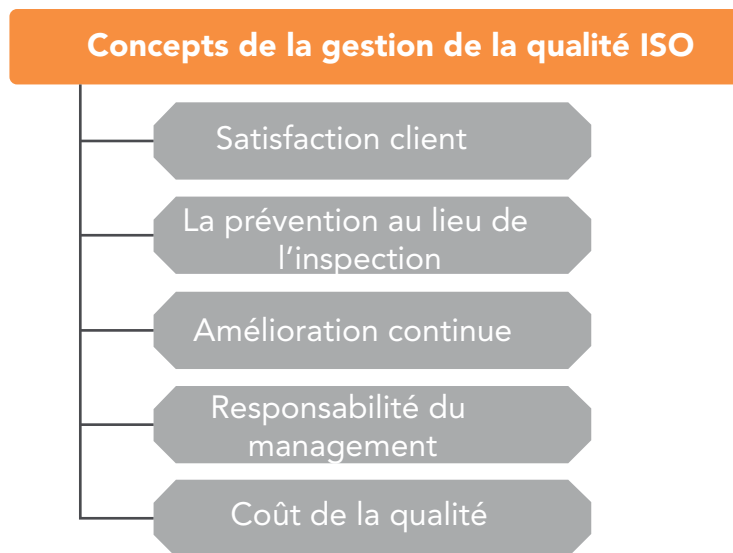 Concepts de la gestion de la qualité ISO
Satisfaction client
La prévention au lieu de
l’inspection
Amélioration continue
Responsabilité du
management
Coût de la qualité